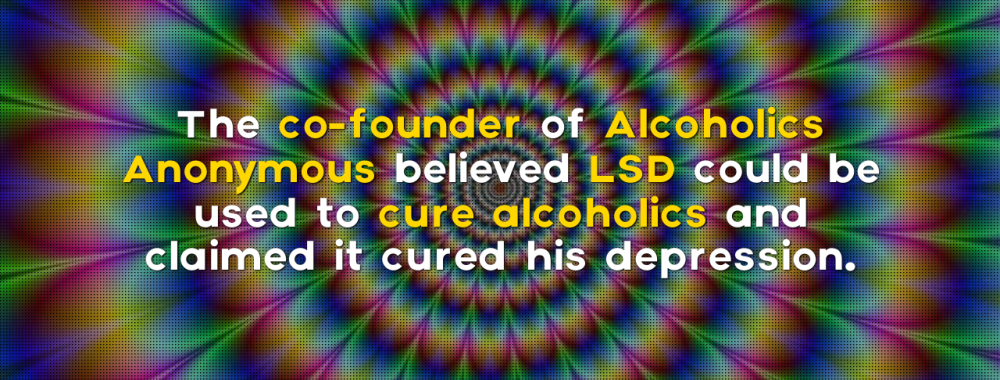 The co-founder of Alcoholics
Anonymous believed LSD could be
used to cure alcoholics and
claimed it cured his depression.